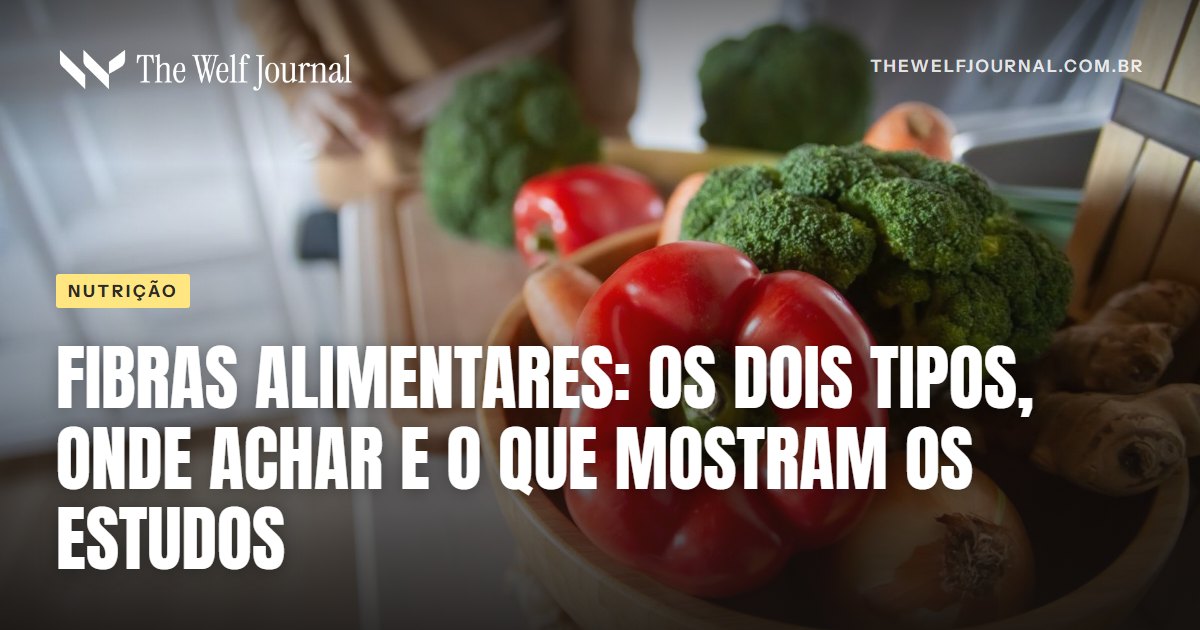 The Welf Journal
THEWELFJOURNAL.COM.BR
NUTRIÇÃO
FIBRAS ALIMENTARES: OS DOIS TIPOS,
ONDE ACHAR E O QUE MOSTRAM OS
ESTUDOS